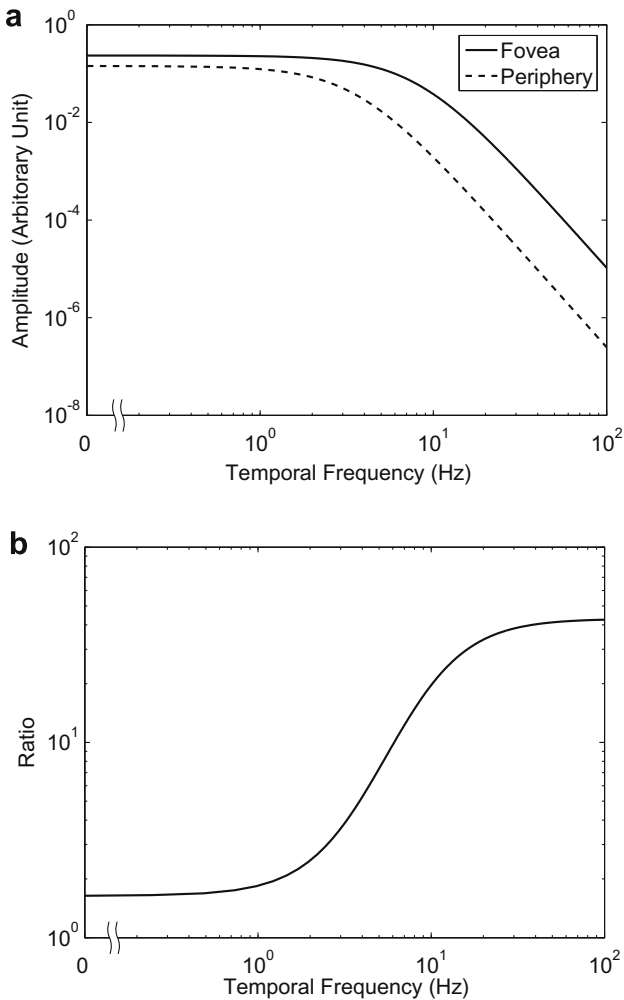 a
10^0
Fovea
Periphery
10^-2
10^-4
10^-6
10^-8
Amplitude (Arbitorary Unit)
0
10^0
10^1
10^2
Temporal Frequency (Hz)
b
10^2
10^1
10^0
Ratio
0
10^0
10^1
10^2
Temporal Frequency (Hz)